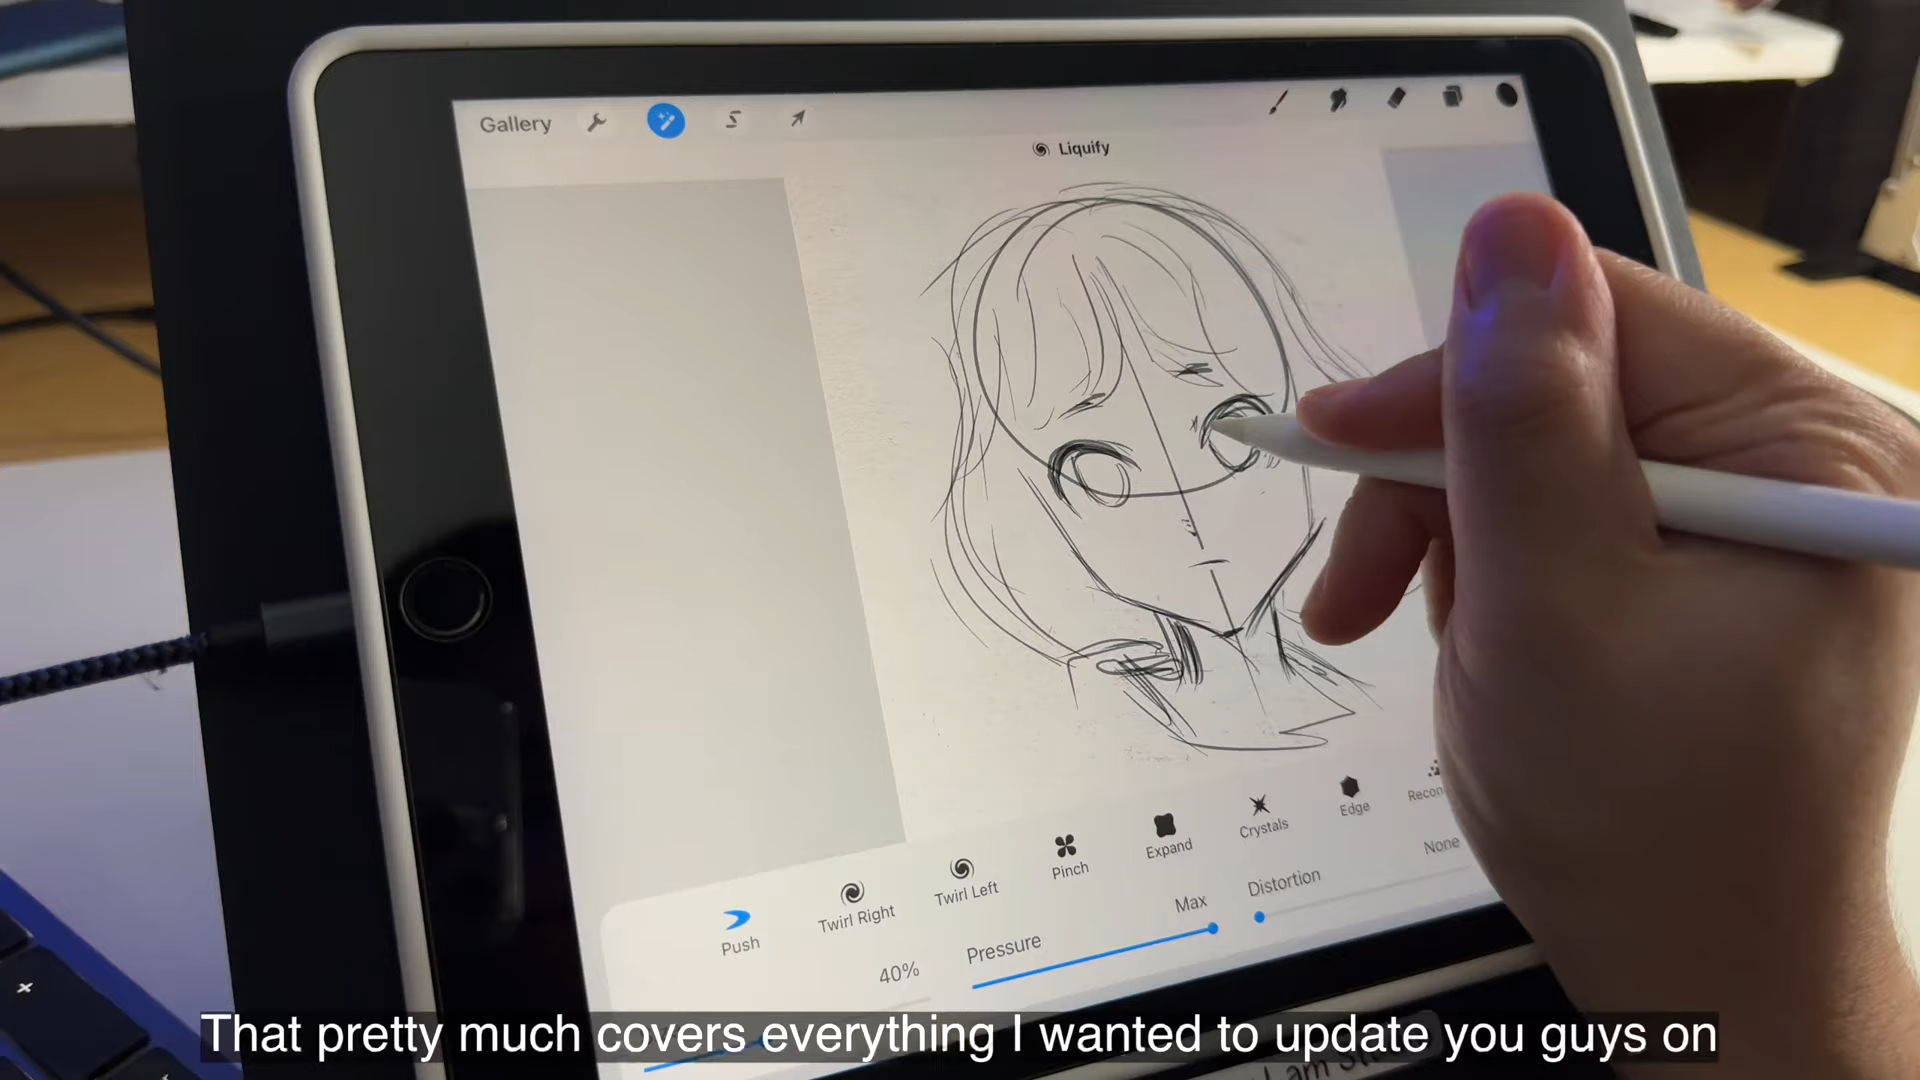 Gallery
Liquify
Push
Twirl Right
Twirl Left
Pinch
Expand
Crystals
Edge
40%
Pressure
Max
Distortion
None
That pretty much covers everything I wanted to update you guys on
I am